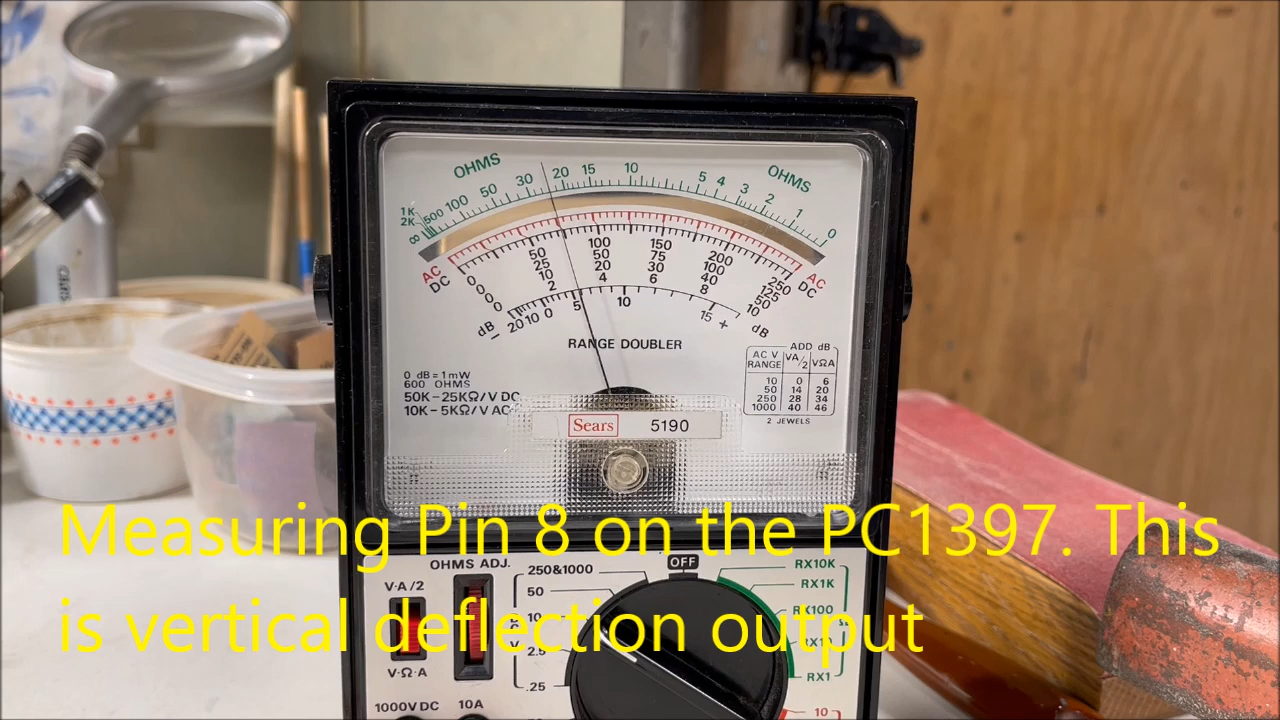 OHMS
OHMS
1K 500 100 50 30 20 15 10 5 4 3 2 1 0
2K
∞
AC AC
DC DC
0 50 100 150 200 250
0 25 50 75 100 125
0 10 20 30 40 50
0 2 4 6 8 10
dB - 20 10 0 5 10 15 + dB
RANGE DOUBLER
0 dB = 1mW
600 OHMS
50K - 25KΩ/V DC
10K - 5KΩ/V AC
AC V RANGE ADD dB
VA/2 VΩA
10 0 6
50 14 20
250 28 34
1000 40 46
2 JEWELS
Sears 5190
Measuring Pin 8 on the PC1397. This
is vertical deflection output
OHMS ADJ.
V·A/2
V·Ω·A
250&1000
50
10
2.5
.25
OFF
RX10K
RX1K
RX100
RX10
RX1
10
1000V DC
10A